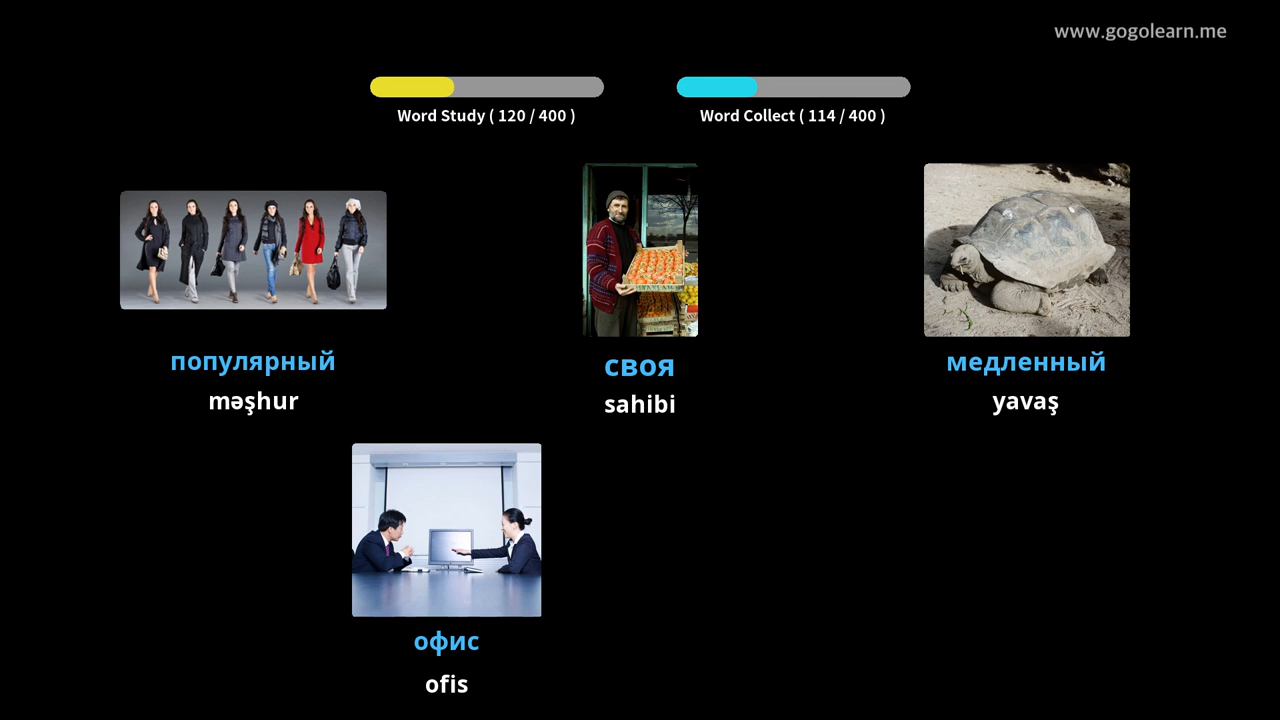 www.gogolearn.me
Word Study ( 120 / 400 )
Word Collect ( 114 / 400 )
популярный
məşhur
своя
sahibi
медленный
yavaş
офис
ofis